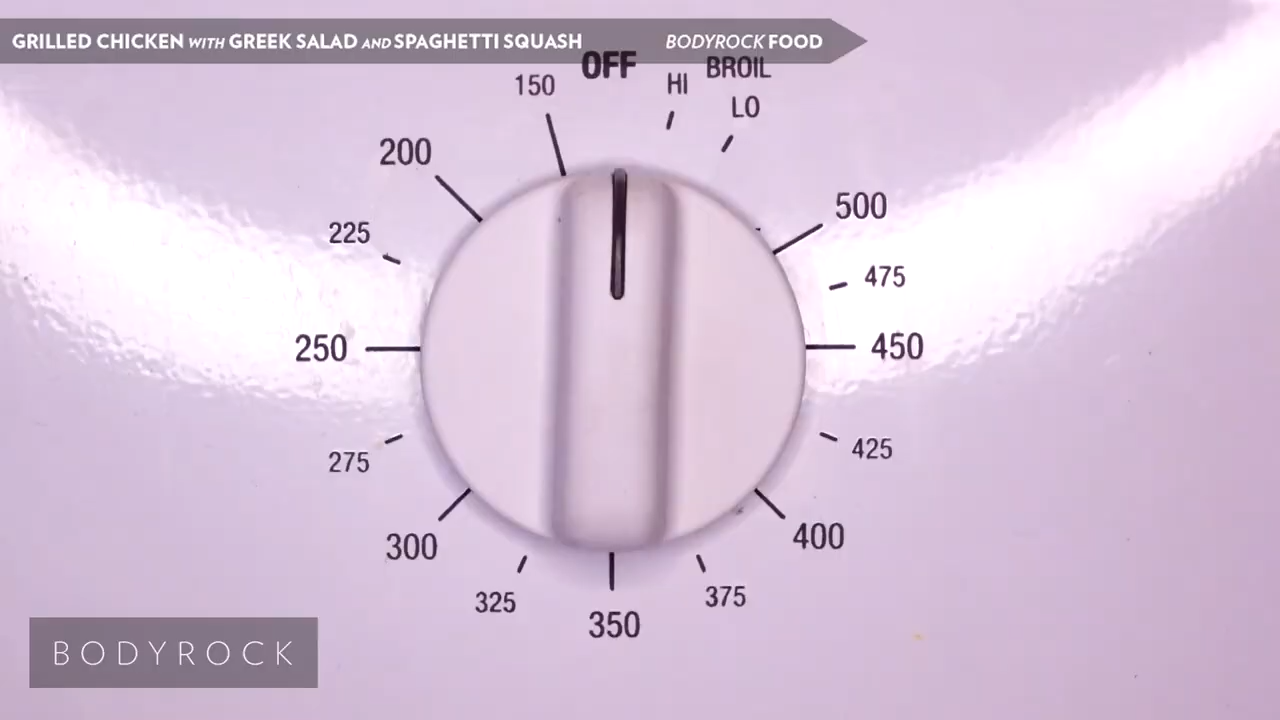 GRILLED CHICKEN WITH GREEK SALAD AND SPAGHETTI SQUASH BODYROCK FOOD
OFF
BROIL
150
HI
LO
200
500
225
475
250
450
275
425
300
400
325
375
350
BODYROCK